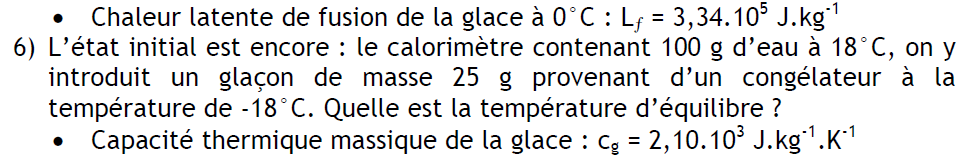 • Chaleur latente de fusion de la glace à 0°C : Lf = 3,34.10⁵ J.kg⁻¹
6) L'état initial est encore : le calorimètre contenant 100 g d'eau à 18°C, on y
introduit un glaçon de masse 25 g provenant d'un congélateur à la
température de -18°C. Quelle est la température d'équilibre ?
• Capacité thermique massique de la glace : cg = 2,10.10³ J.kg⁻¹.K⁻¹